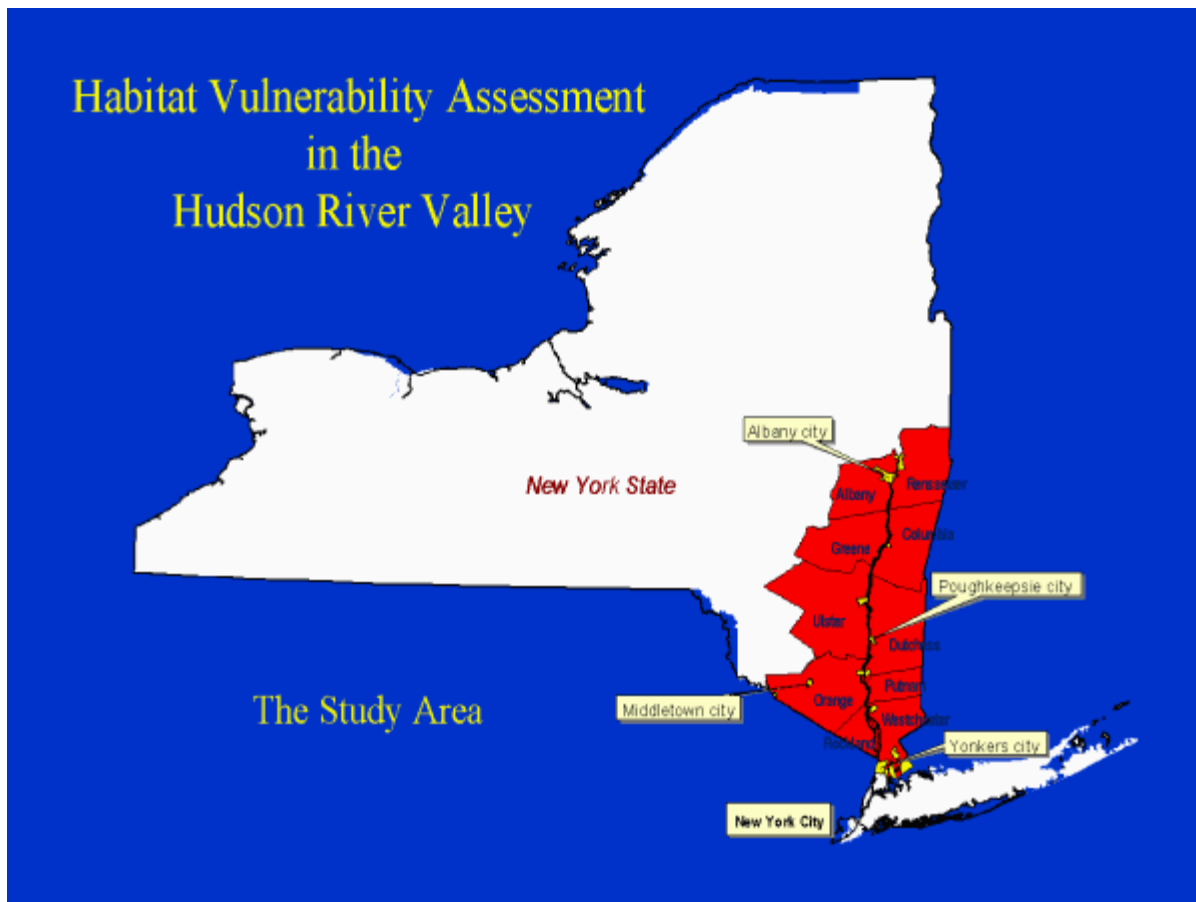 Habitat Vulnerability Assessment
in the
Hudson River Valley
Albany city
New York State
Albany
Rensselaer
Greene
Columbia
Poughkeepsie city
Ulster
Dutchess
Putnam
Orange
Middletown city
The Study Area
Westchester
Rockland
Yonkers city
New York City